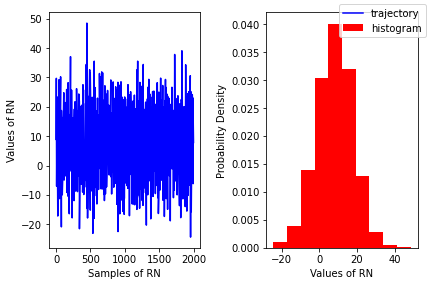 trajectory
histogram
Values of RN
50
40
30
20
10
0
−10
−20
0 500 1000 1500 2000
Samples of RN
Probability Density
0.040
0.035
0.030
0.025
0.020
0.015
0.010
0.005
0.000
−20 0 20 40
Values of RN